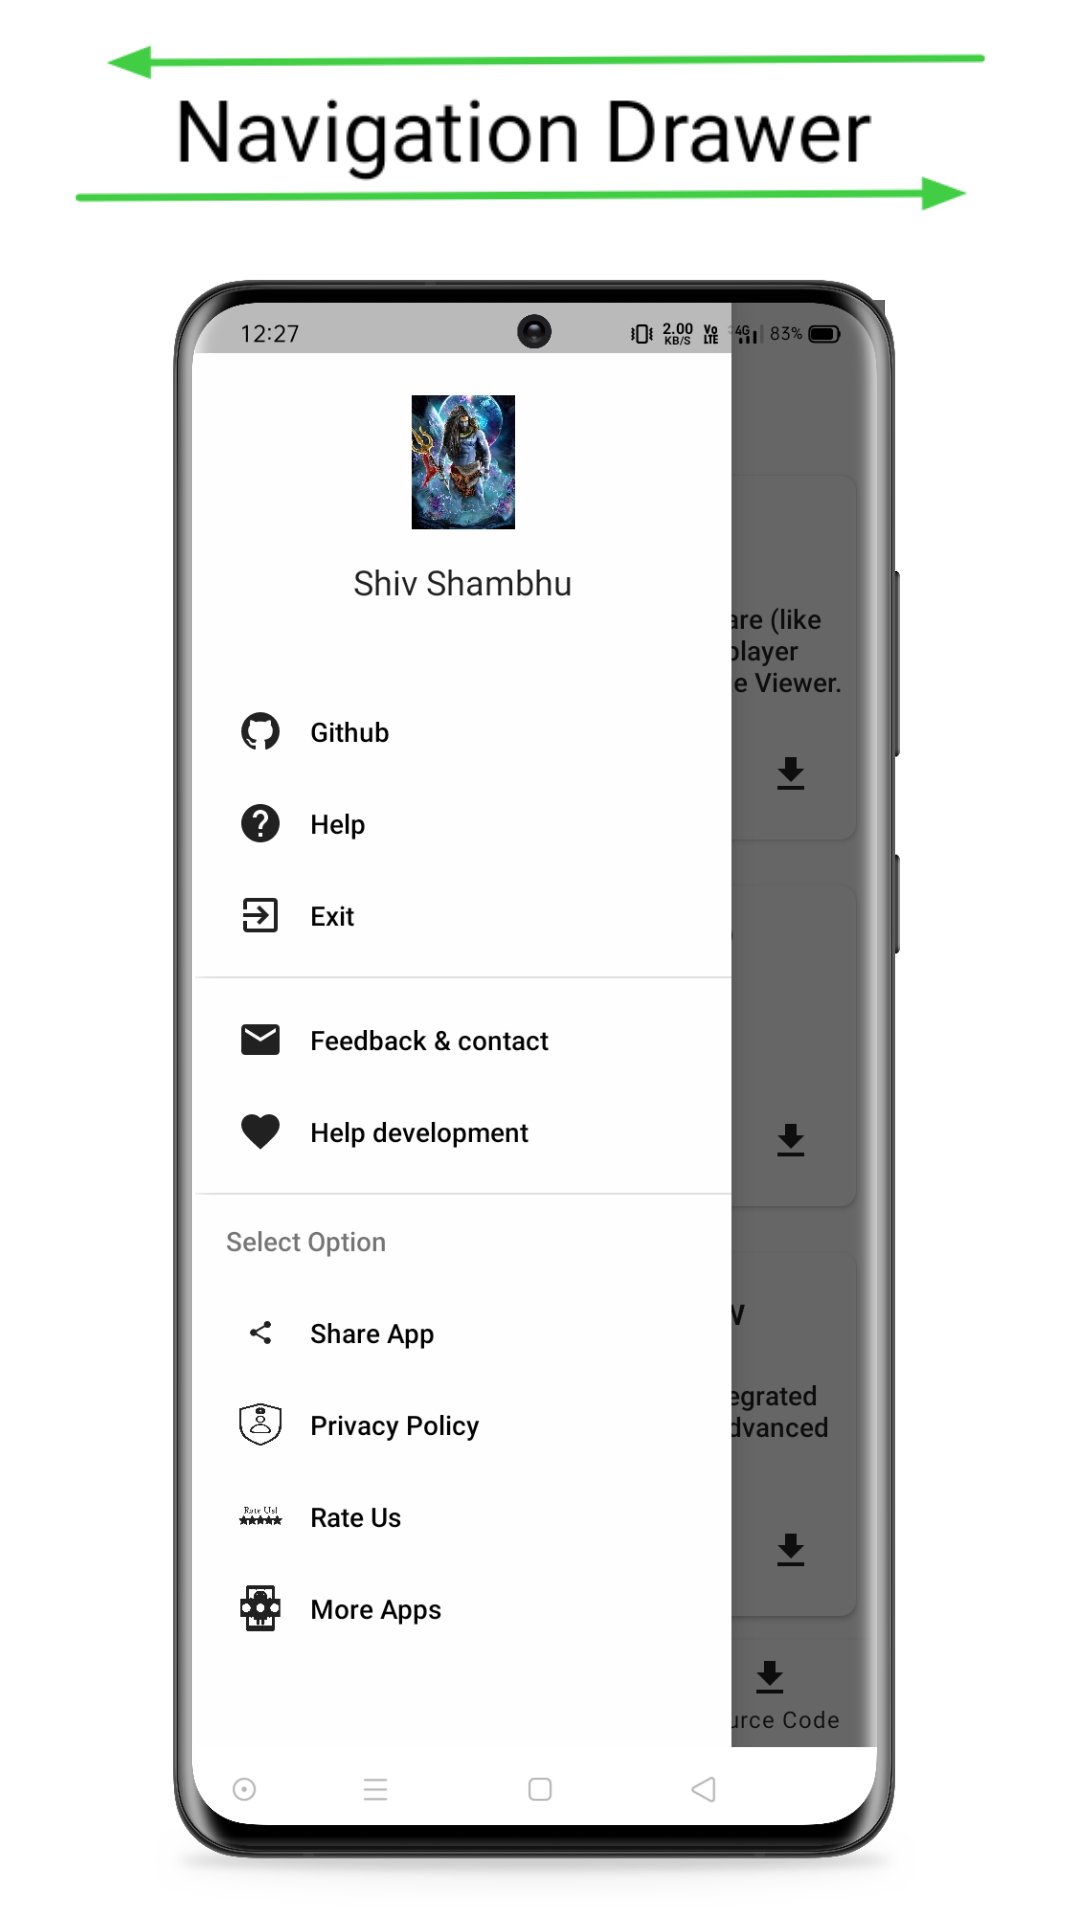 Navigation Drawer
12:27 2.00 KB/S Vo LTE 4G 83%
Shiv Shambhu
are (like
player
e Viewer.
Github
Help
Exit
Feedback & contact
Help development
Select Option
Share App
egrated
Privacy Policy
dvanced
Rate Us!
Rate Us
More Apps
urce Code